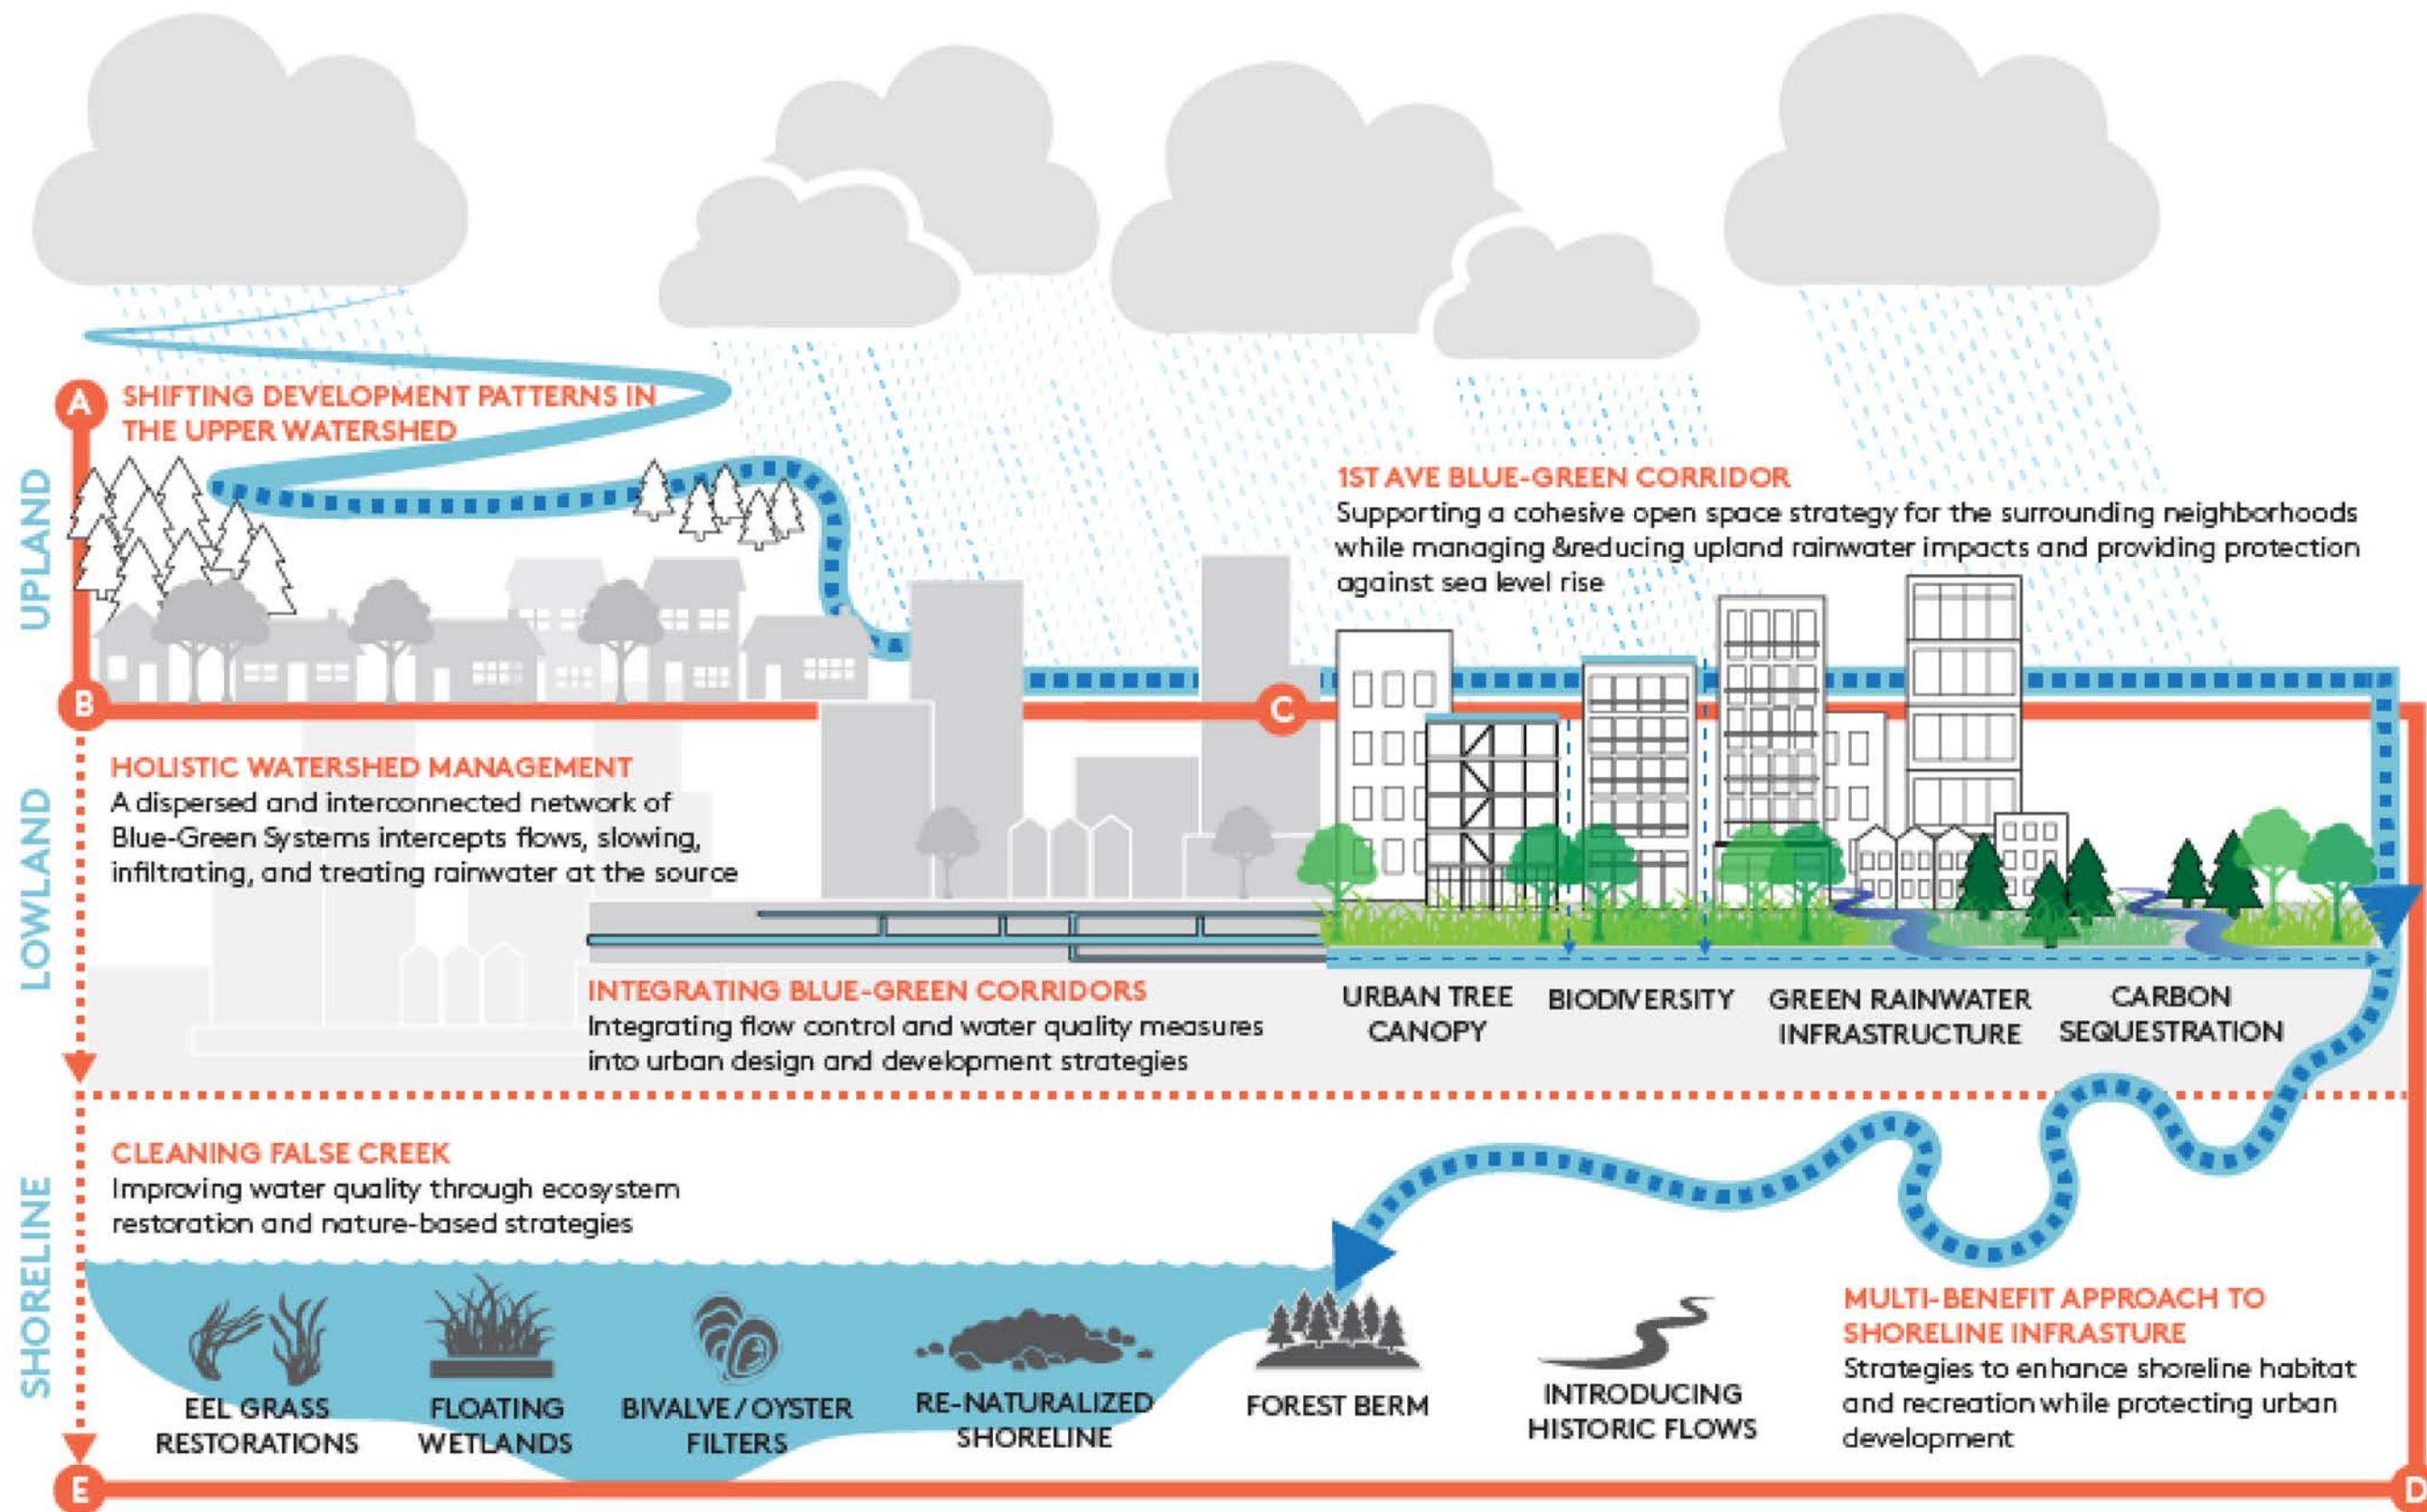 A
SHIFTING DEVELOPMENT PATTERNS IN
THE UPPER WATERSHED
UPLAND
1ST AVE BLUE-GREEN CORRIDOR
Supporting a cohesive open space strategy for the surrounding neighborhoods
while managing &reducing upland rainwater impacts and providing protection
against sea level rise
B
C
HOLISTIC WATERSHED MANAGEMENT
A dispersed and interconnected network of
Blue-Green Systems intercepts flows, slowing,
infiltrating, and treating rainwater at the source
LOWLAND
INTEGRATING BLUE-GREEN CORRIDORS
Integrating flow control and water quality measures
into urban design and development strategies
URBAN TREE
CANOPY
BIODIVERSITY
GREEN RAINWATER
INFRASTRUCTURE
CARBON
SEQUESTRATION
CLEANING FALSE CREEK
Improving water quality through ecosystem
restoration and nature-based strategies
SHORELINE
EEL GRASS
RESTORATIONS
FLOATING
WETLANDS
BIVALVE/OYSTER
FILTERS
RE-NATURALIZED
SHORELINE
FOREST BERM
INTRODUCING
HISTORIC FLOWS
MULTI-BENEFIT APPROACH TO
SHORELINE INFRASTURE
Strategies to enhance shoreline habitat
and recreation while protecting urban
development
E
D